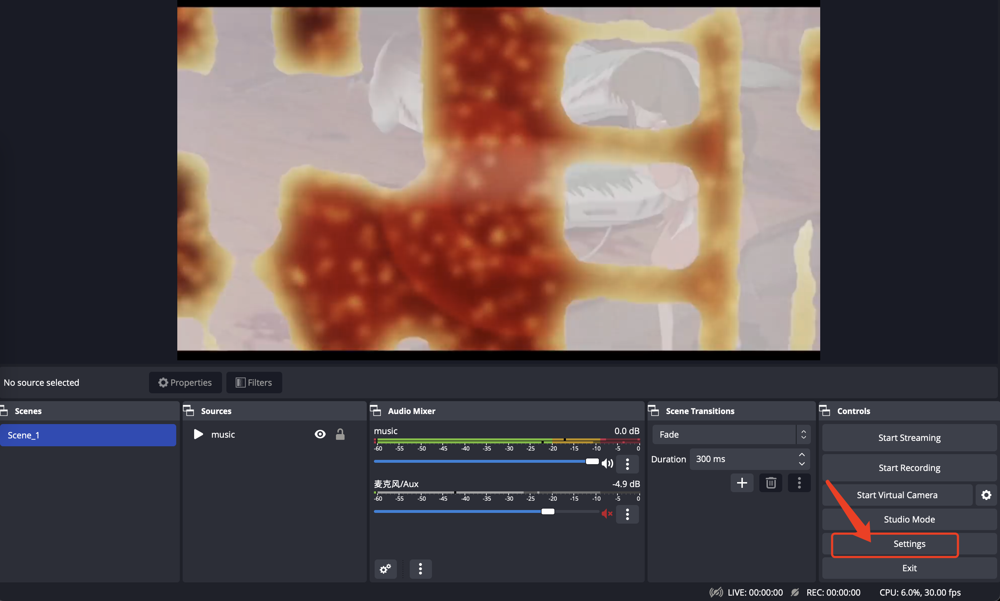 No source selected
Properties
Filters
Scenes
Scene_1
Sources
music
Audio Mixer
music
0.0 dB
-60 -55 -50 -45 -40 -35 -30 -25 -20 -15 -10 -5 0
麦克风/Aux
-4.9 dB
-60 -55 -50 -45 -40 -35 -30 -25 -20 -15 -10 -5 0
Scene Transitions
Fade
Duration 300 ms
Controls
Start Streaming
Start Recording
Start Virtual Camera
Studio Mode
Settings
Exit
LIVE: 00:00:00 REC: 00:00:00 CPU: 6.0%, 30.00 fps